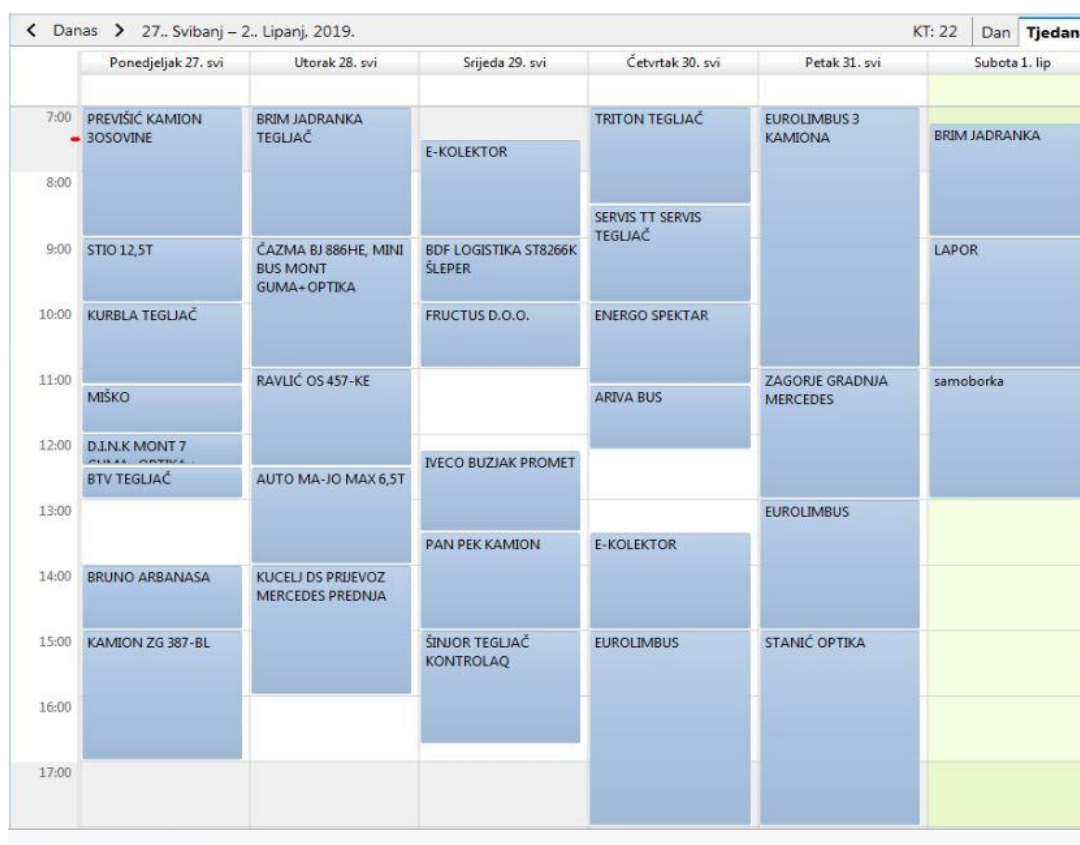 Danas 27.. Svibanj – 2.. Lipanj, 2019. KT: 22 Dan Tjedan
Ponedjeljak 27. svi Utorak 28. svi Srijeda 29. svi Četvrtak 30. svi Petak 31. svi Subota 1. lip
7:00
8:00
9:00
10:00
11:00
12:00
13:00
14:00
15:00
16:00
17:00
PREVIŠIĆ KAMION
3OSOVINE
STIO 12,5T
KURBLA TEGLJAČ
MIŠKO
D.I.N.K MONT 7
BTV TEGLJAČ
BRUNO ARBANASA
KAMION ZG 387-BL
BRIM JADRANKA
TEGLJAČ
ČAZMA BJ 886HE, MINI
BUS MONT
GUMA+OPTIKA
RAVLIĆ OS 457-KE
AUTO MA-JO MAX 6,5T
KUCELJ DS PRIJEVOZ
MERCEDES PREDNJA
E-KOLEKTOR
BDF LOGISTIKA ST8266K
ŠLEPER
FRUCTUS D.O.O.
IVECO BUZJAK PROMET
PAN PEK KAMION
ŠINJOR TEGLJAČ
KONTROLAQ
TRITON TEGLJAČ
SERVIS TT SERVIS
TEGLJAČ
ENERGO SPEKTAR
ARIVA BUS
E-KOLEKTOR
EUROLIMBUS
EUROLIMBUS 3
KAMIONA
ZAGORJE GRADNJA
MERCEDES
EUROLIMBUS
STANIĆ OPTIKA
BRIM JADRANKA
LAPOR
samoborka